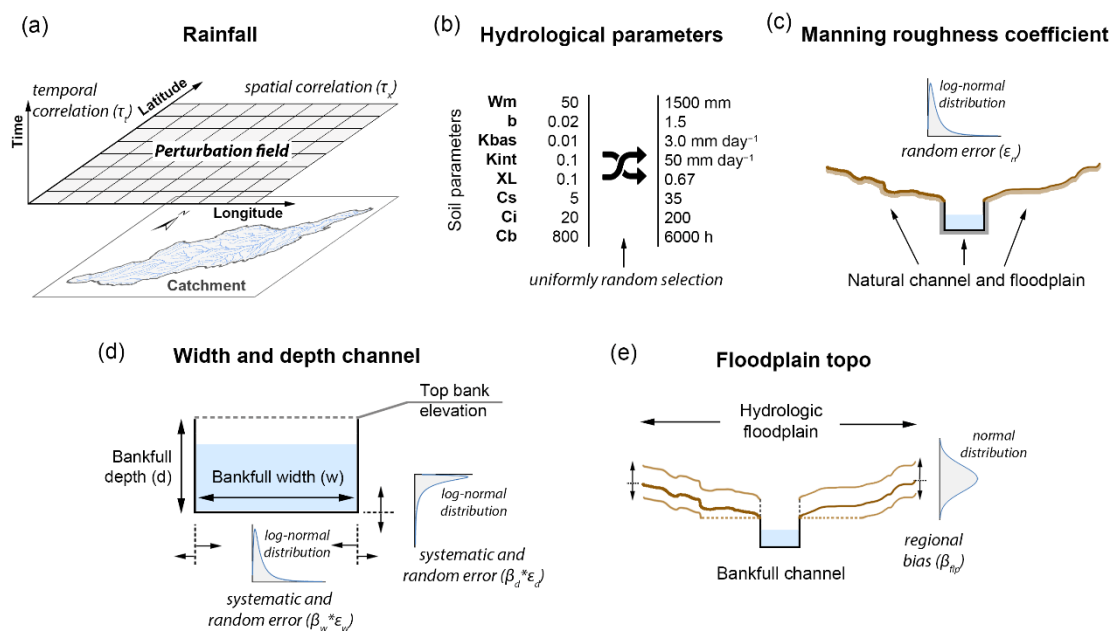 (a)
Rainfall
temporal
correlation (τt)
Latitude
spatial correlation (τx)
Time
Perturbation field
Longitude
Catchment
(b)
Hydrological parameters
Soil parameters
Wm 50 1500 mm
b 0.02 1.5
Kbas 0.01 3.0 mm day⁻¹
Kint 0.1 50 mm day⁻¹
XL 0.1 0.67
Cs 5 35
Ci 20 200
Cb 800 6000 h
uniformly random selection
(c)
Manning roughness coefficient
log-normal
distribution
random error (εn)
Natural channel and floodplain
(d)
Width and depth channel
Top bank
elevation
Bankfull
depth (d)
Bankfull width (w)
log-normal
distribution
systematic and
random error (βd*εd)
log-normal
distribution
systematic and
random error (βw*εw)
(e)
Floodplain topo
Hydrologic
floodplain
normal
distribution
regional
bias (βflp)
Bankfull channel